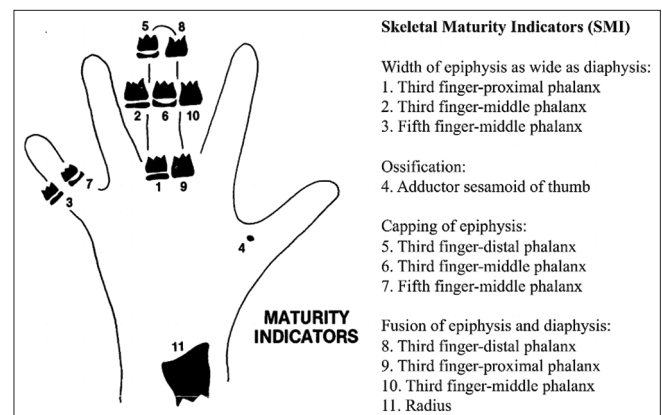 5 8
2 6 10
7
3
1 9
4
11
MATURITY
INDICATORS
Skeletal Maturity Indicators (SMI)
Width of epiphysis as wide as diaphysis:
1. Third finger-proximal phalanx
2. Third finger-middle phalanx
3. Fifth finger-middle phalanx
Ossification:
4. Adductor sesamoid of thumb
Capping of epiphysis:
5. Third finger-distal phalanx
6. Third finger-middle phalanx
7. Fifth finger-middle phalanx
Fusion of epiphysis and diaphysis:
8. Third finger-distal phalanx
9. Third finger-proximal phalanx
10. Third finger-middle phalanx
11. Radius